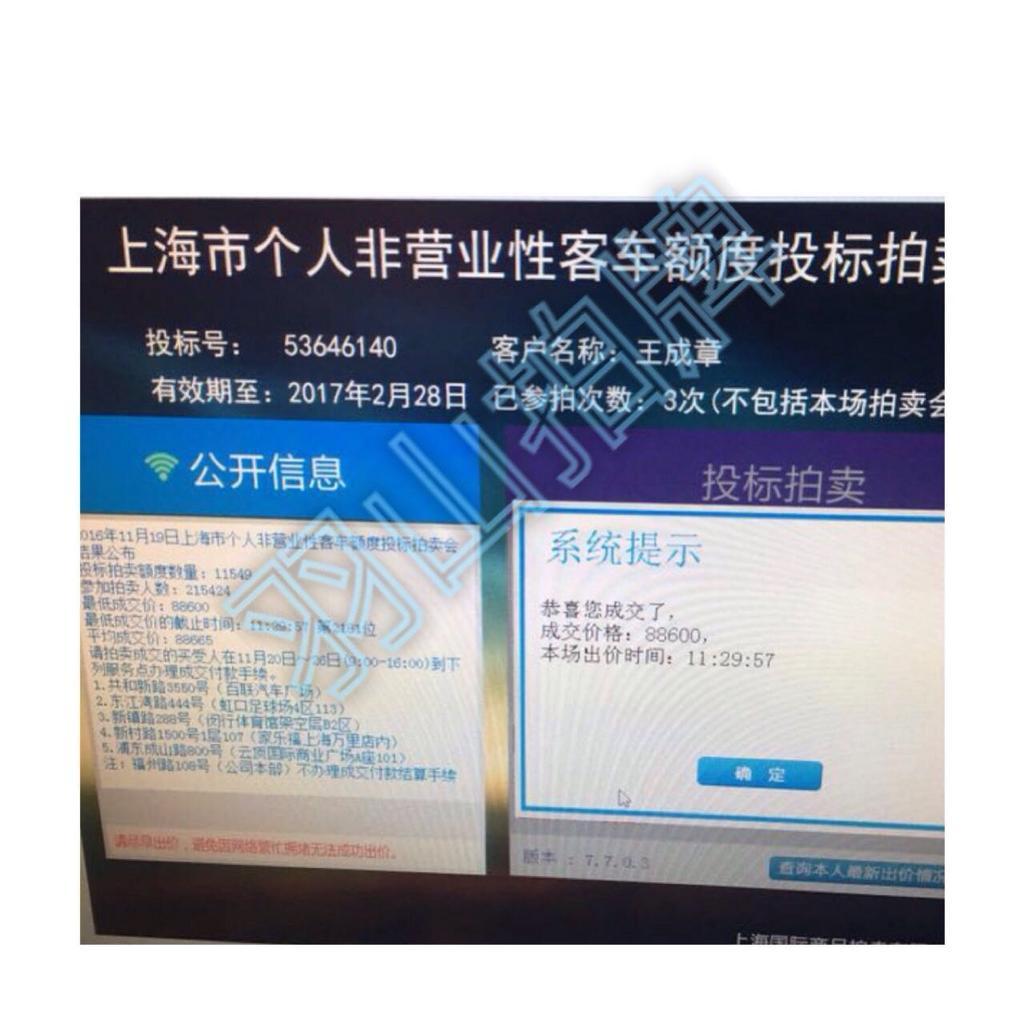 上海市个人非营业性客车额度投标拍卖
投标号： 53646140 客户名称：王成章
有效期至：2017年2月28日 已参拍次数：3次(不包括本场拍卖会
公开信息
投标拍卖
016年11月19日上海市个人非营业性客车额度投标拍卖会
结果公布
投标拍卖额度数量：11549
参加拍卖人数：215424
最低成交价：88600
最低成交价的截止时间：11:29:57 第2181位
平均成交价：88665
请拍卖成交的买受人在11月20日～26日(9:00-16:00)到下
列服务点办理成交付款手续。
1.共和新路3550号（百联汽车广场）
2.东江湾路444号（虹口足球场4区113）
3.新镇路288号（闵行体育馆架空层B2区）
4.新村路1500号1层107（家乐福上海万里店内）
5.浦东成山路800号（云顶国际商业广场A座101）
注：福州路108号（公司本部）不办理成交付款结算手续
请尽早出价，避免因网络繁忙拥堵无法成功出价。
系统提示
恭喜您成交了，
成交价格：88600，
本场出价时间：11:29:57
确 定
版本 ：7.7.0.3
查询本人最新出价情况
上海国际商品拍卖有限
羽山拍牌